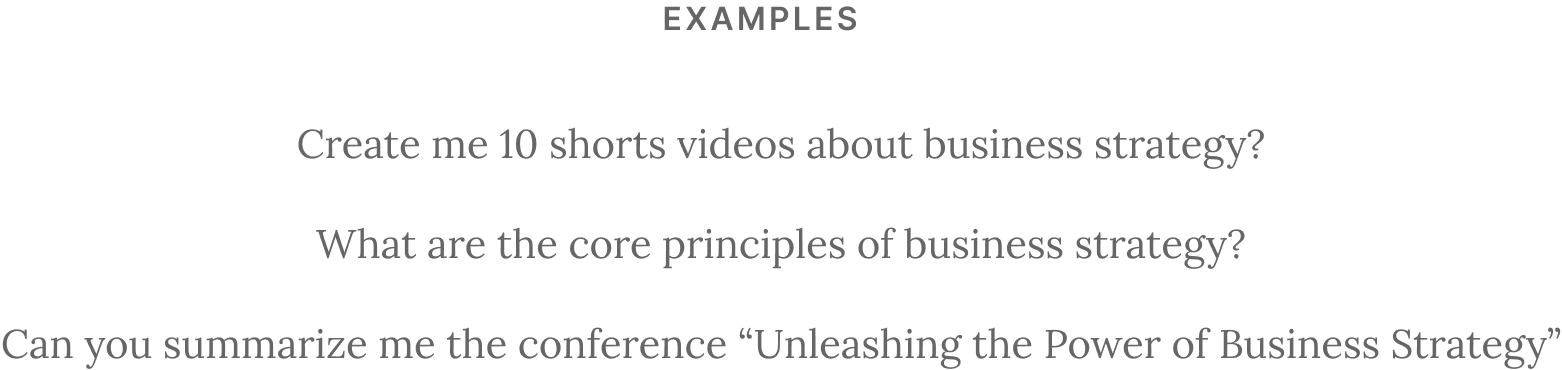 EXAMPLES
Create me 10 shorts videos about business strategy?
What are the core principles of business strategy?
Can you summarize me the conference “Unleashing the Power of Business Strategy”